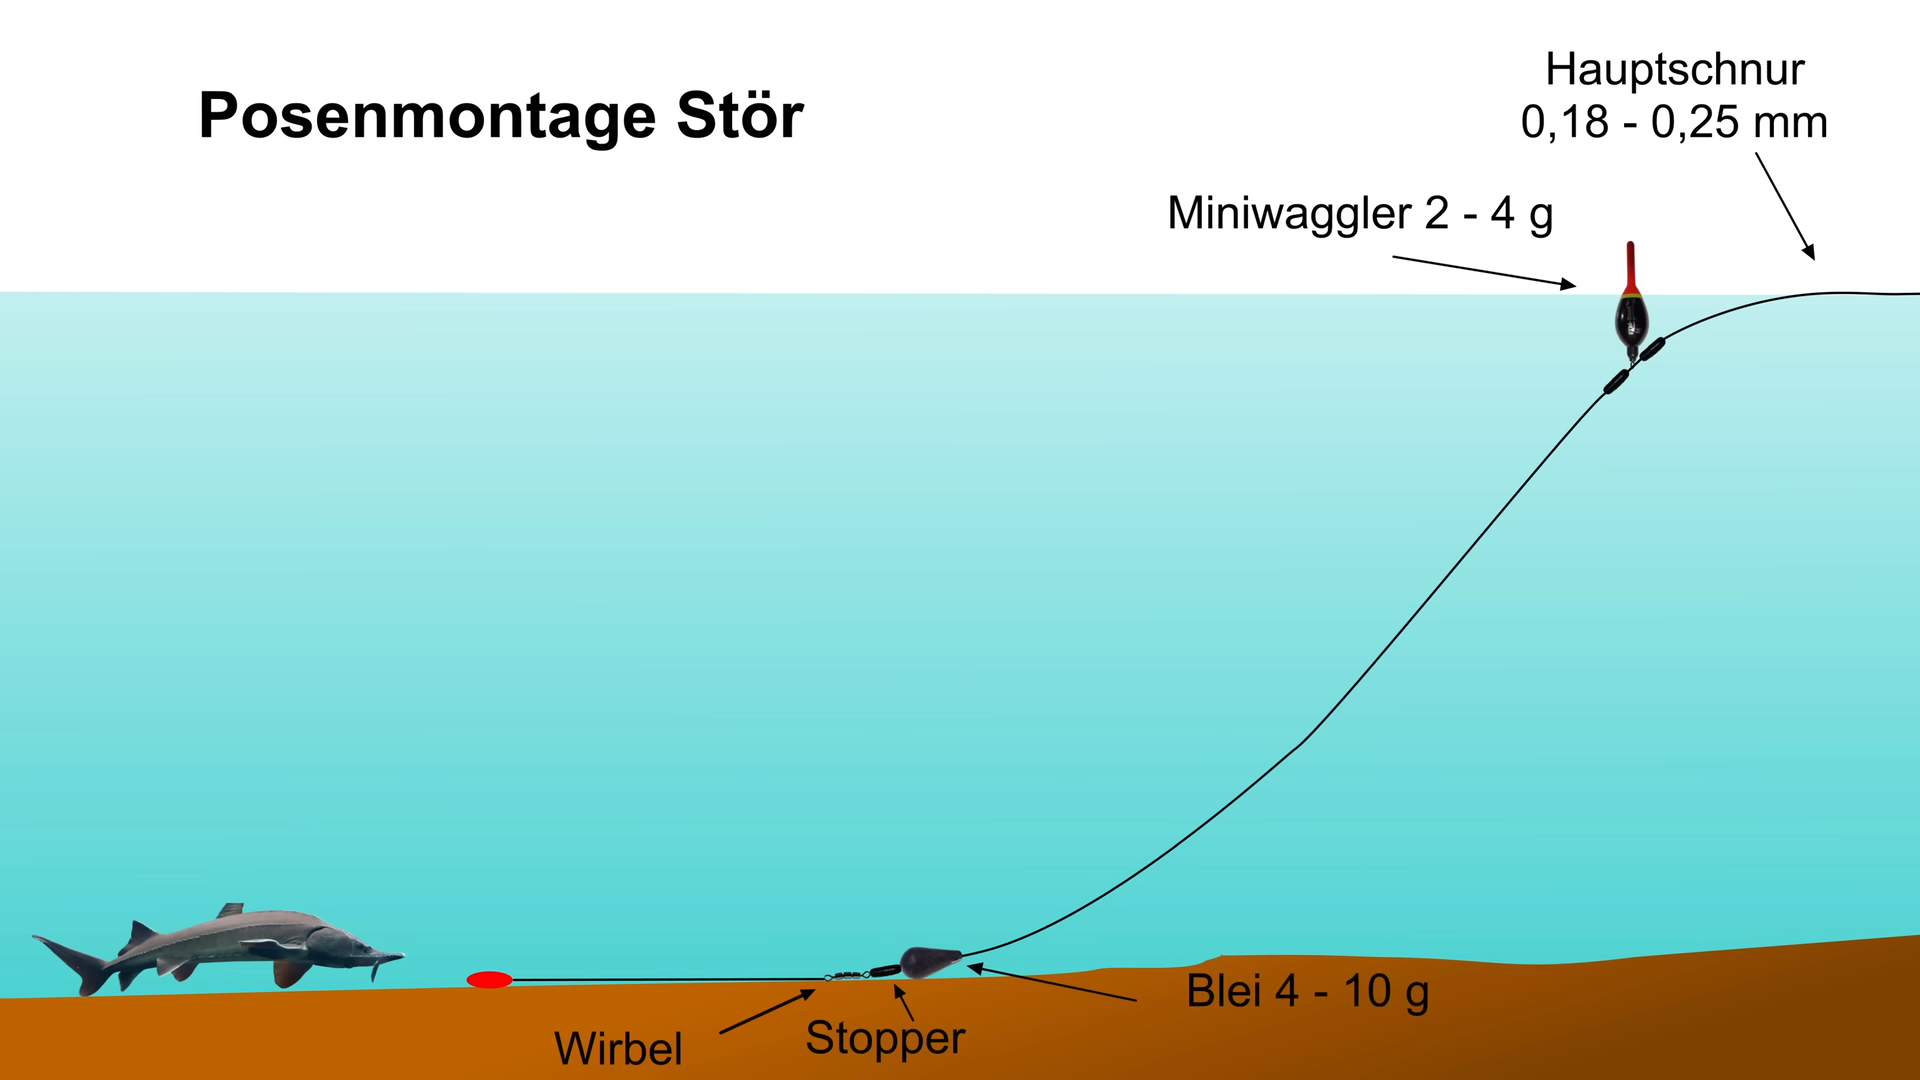 Posenmontage Stör
Hauptschnur
0,18 - 0,25 mm
Miniwaggler 2 - 4 g
Blei 4 - 10 g
Stopper
Wirbel